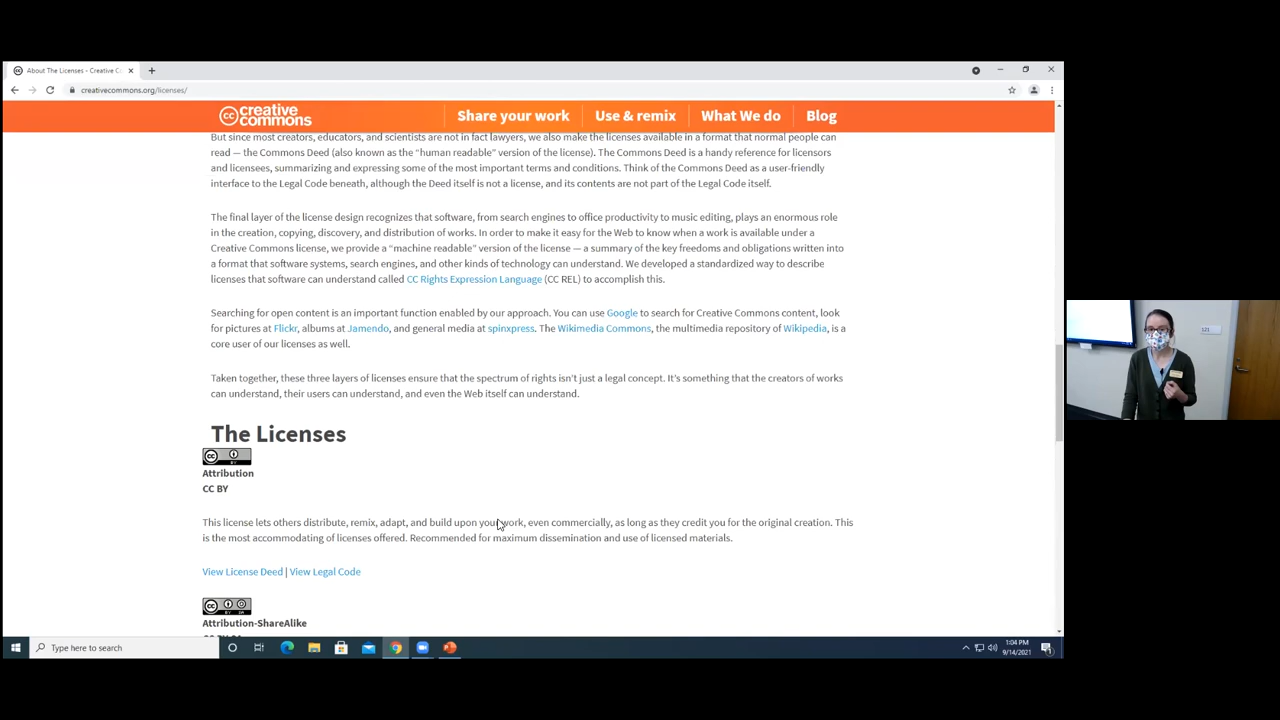 About The Licenses - Creative C
creativecommons.org/licenses/
cc creative commons
Share your work
Use & remix
What We do
Blog
But since most creators, educators, and scientists are not in fact lawyers, we also make the licenses available in a format that normal people can
read — the Commons Deed (also known as the “human readable” version of the license). The Commons Deed is a handy reference for licensors
and licensees, summarizing and expressing some of the most important terms and conditions. Think of the Commons Deed as a user-friendly
interface to the Legal Code beneath, although the Deed itself is not a license, and its contents are not part of the Legal Code itself.
The final layer of the license design recognizes that software, from search engines to office productivity to music editing, plays an enormous role
in the creation, copying, discovery, and distribution of works. In order to make it easy for the Web to know when a work is available under a
Creative Commons license, we provide a “machine readable” version of the license — a summary of the key freedoms and obligations written into
a format that software systems, search engines, and other kinds of technology can understand. We developed a standardized way to describe
licenses that software can understand called CC Rights Expression Language (CC REL) to accomplish this.
Searching for open content is an important function enabled by our approach. You can use Google to search for Creative Commons content, look
for pictures at Flickr, albums at Jamendo, and general media at spinxpress. The Wikimedia Commons, the multimedia repository of Wikipedia, is a
core user of our licenses as well.
Taken together, these three layers of licenses ensure that the spectrum of rights isn’t just a legal concept. It’s something that the creators of works
can understand, their users can understand, and even the Web itself can understand.
The Licenses
cc BY
Attribution
CC BY
This license lets others distribute, remix, adapt, and build upon your work, even commercially, as long as they credit you for the original creation. This
is the most accommodating of licenses offered. Recommended for maximum dissemination and use of licensed materials.
View License Deed | View Legal Code
cc BY SA
Attribution-ShareAlike
Type here to search
1:04 PM
9/14/2021
121